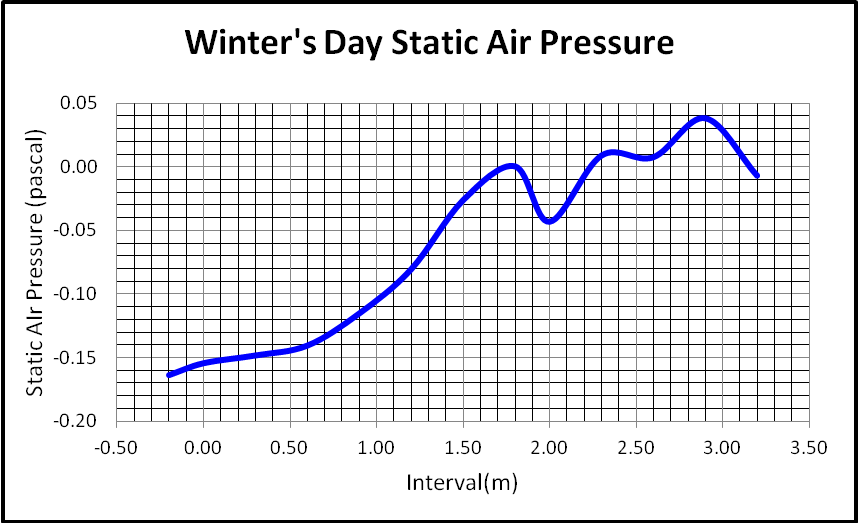 Winter's Day Static Air Pressure
Static AIr Pressure (pascal)
0.05
0.00
-0.05
-0.10
-0.15
-0.20
-0.50 0.00 0.50 1.00 1.50 2.00 2.50 3.00 3.50
Interval(m)